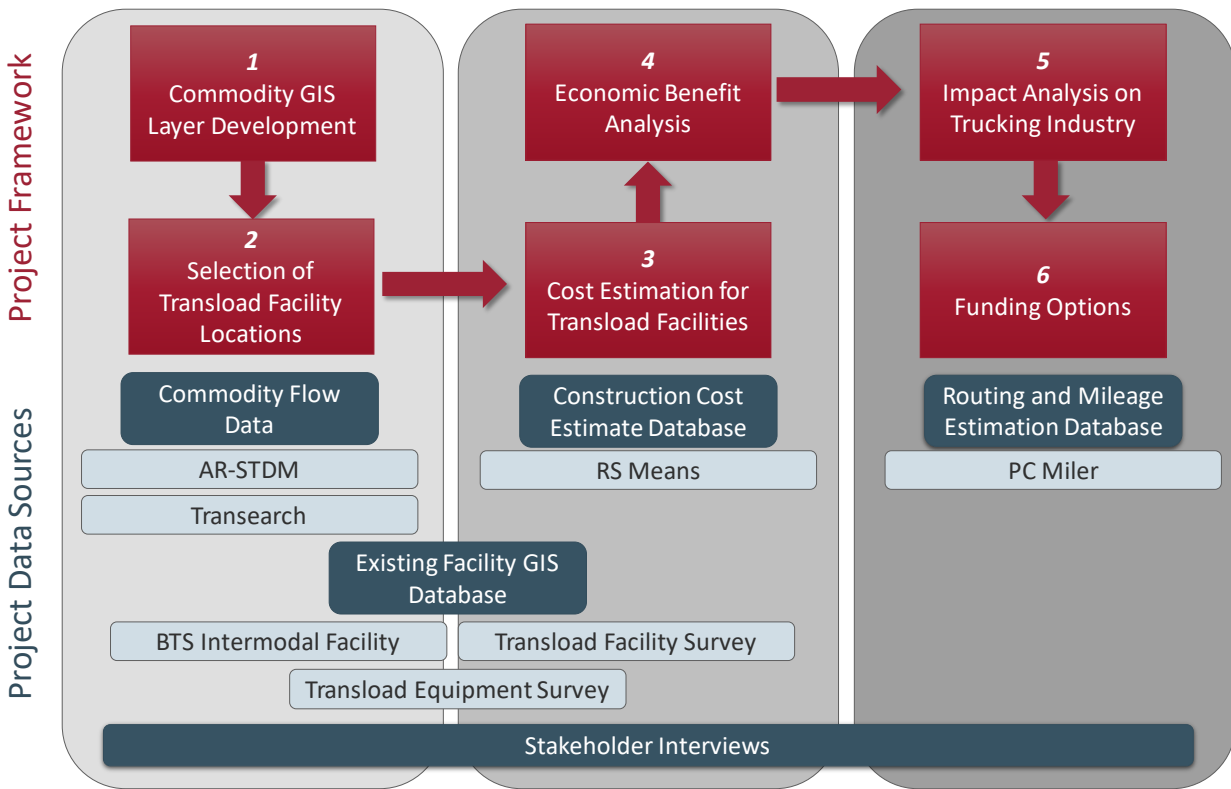 Project Framework
1
Commodity GIS
Layer Development
2
Selection of
Transload Facility
Locations
4
Economic Benefit
Analysis
3
Cost Estimation for
Transload Facilities
5
Impact Analysis on
Trucking Industry
6
Funding Options
Project Data Sources
Commodity Flow
Data
AR-STDM
Transearch
Construction Cost
Estimate Database
RS Means
Routing and Mileage
Estimation Database
PC Miler
Existing Facility GIS
Database
BTS Intermodal Facility
Transload Facility Survey
Transload Equipment Survey
Stakeholder Interviews